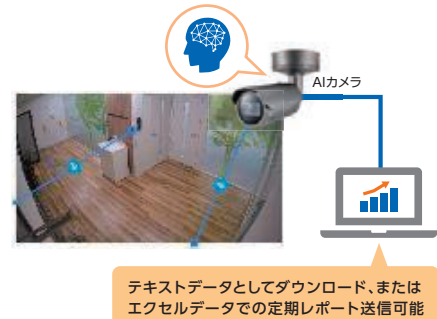 AIカメラ
テキストデータとしてダウンロード、または
エクセルデータでの定期レポート送信可能